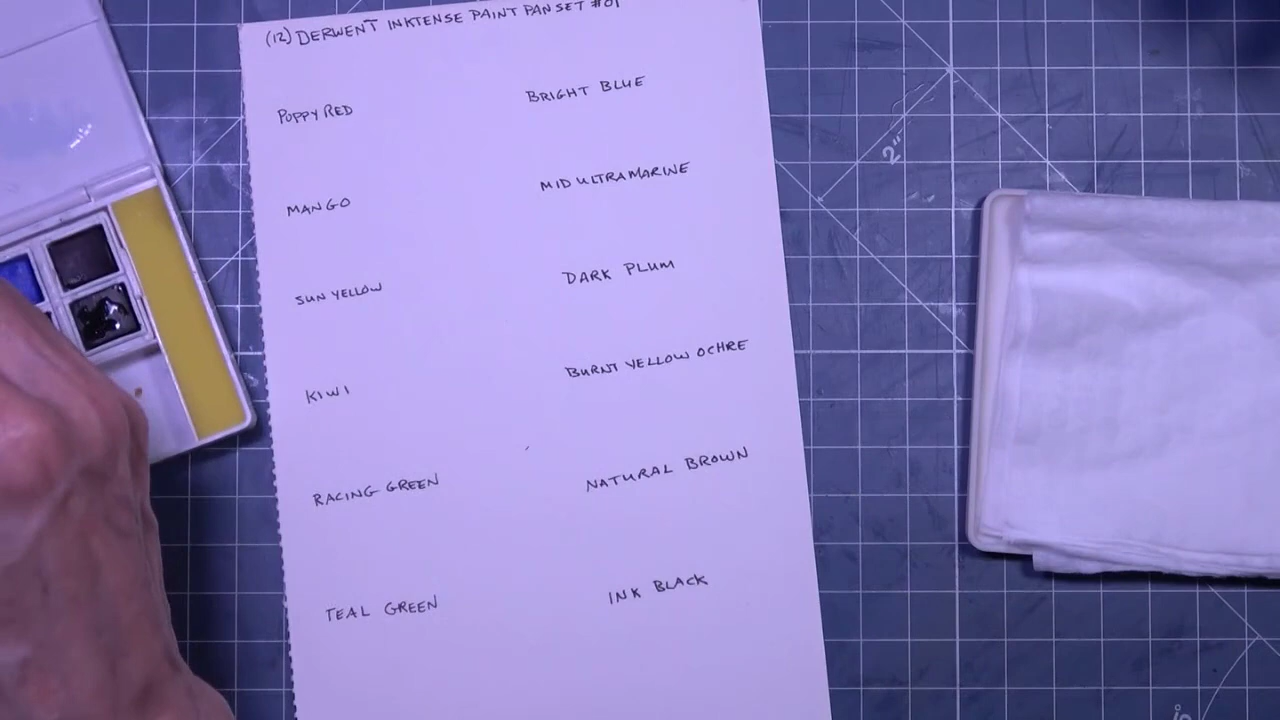 (12) DERWENT INKTENSE PAINT PAN SET #01
POPPY RED
MANGO
SUN YELLOW
KIWI
RACING GREEN
TEAL GREEN
BRIGHT BLUE
MID ULTRAMARINE
DARK PLUM
BURNT YELLOW OCHRE
NATURAL BROWN
INK BLACK
2"